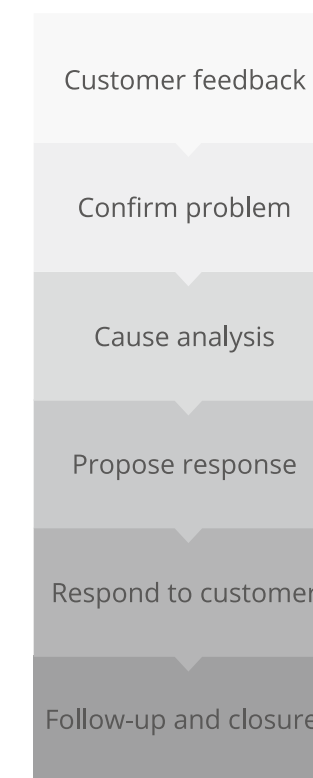 Customer feedback
Confirm problem
Cause analysis
Propose response
Respond to customer
Follow-up and closure